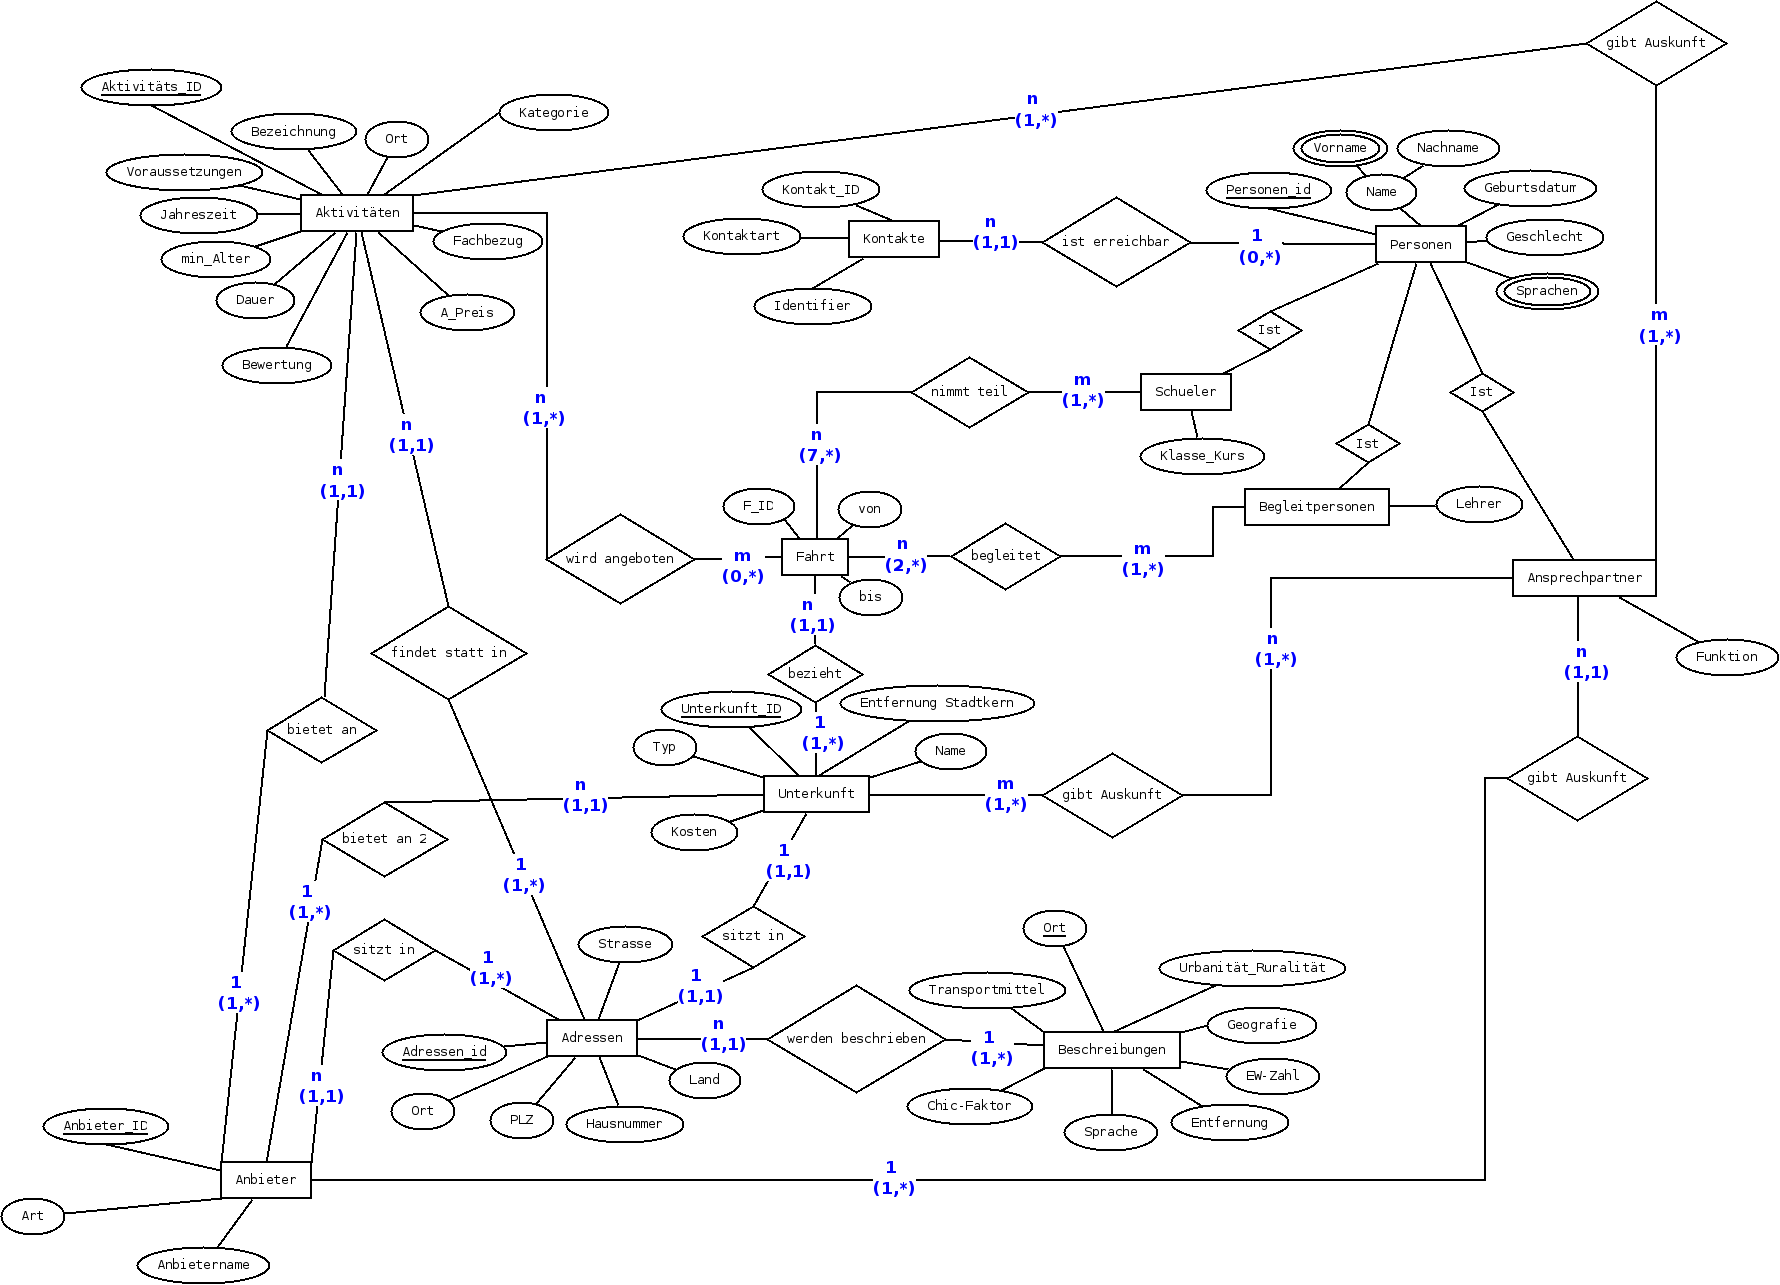 gibt Auskunft
Aktivitäts_ID
n
(1,*)
Kategorie
Bezeichnung
Ort
Voraussetzungen
Jahreszeit
Aktivitäten
min_Alter
Fachbezug
Dauer
A_Preis
Bewertung
Vorname
Nachname
Kontakt_ID
Personen_id
Name
Geburtsdatum
Kontaktart
Kontakte
n
(1,1)
ist erreichbar
1
(0,*)
Personen
Geschlecht
Identifier
Sprachen
m
(1,*)
Ist
nimmt teil
m
(1,*)
Schueler
Ist
n
(1,*)
n
(1,1)
n
(7,*)
Klasse_Kurs
Ist
n
(1,1)
F_ID
von
Begleitpersonen
Lehrer
wird angeboten
m
(0,*)
Fahrt
n
(2,*)
begleitet
m
(1,*)
bis
Ansprechpartner
n
(1,1)
findet statt in
bezieht
n
(1,*)
n
(1,1)
Funktion
Unterkunft_ID
Entfernung Stadtkern
bietet an
1
(1,*)
Typ
Name
gibt Auskunft
n
(1,1)
Unterkunft
m
(1,*)
gibt Auskunft
bietet an 2
Kosten
1
(1,*)
1
(1,*)
1
(1,1)
sitzt in
1
(1,*)
Strasse
sitzt in
Ort
1
(1,*)
1
(1,1)
Transportmittel
Urbanität_Ruralität
Adressen_id
Adressen
n
(1,1)
werden beschrieben
1
(1,*)
Beschreibungen
Geografie
n
(1,1)
Land
EW-Zahl
Ort
PLZ
Hausnummer
Chic-Faktor
Sprache
Entfernung
Anbieter_ID
Anbieter
1
(1,*)
Art
Anbietername